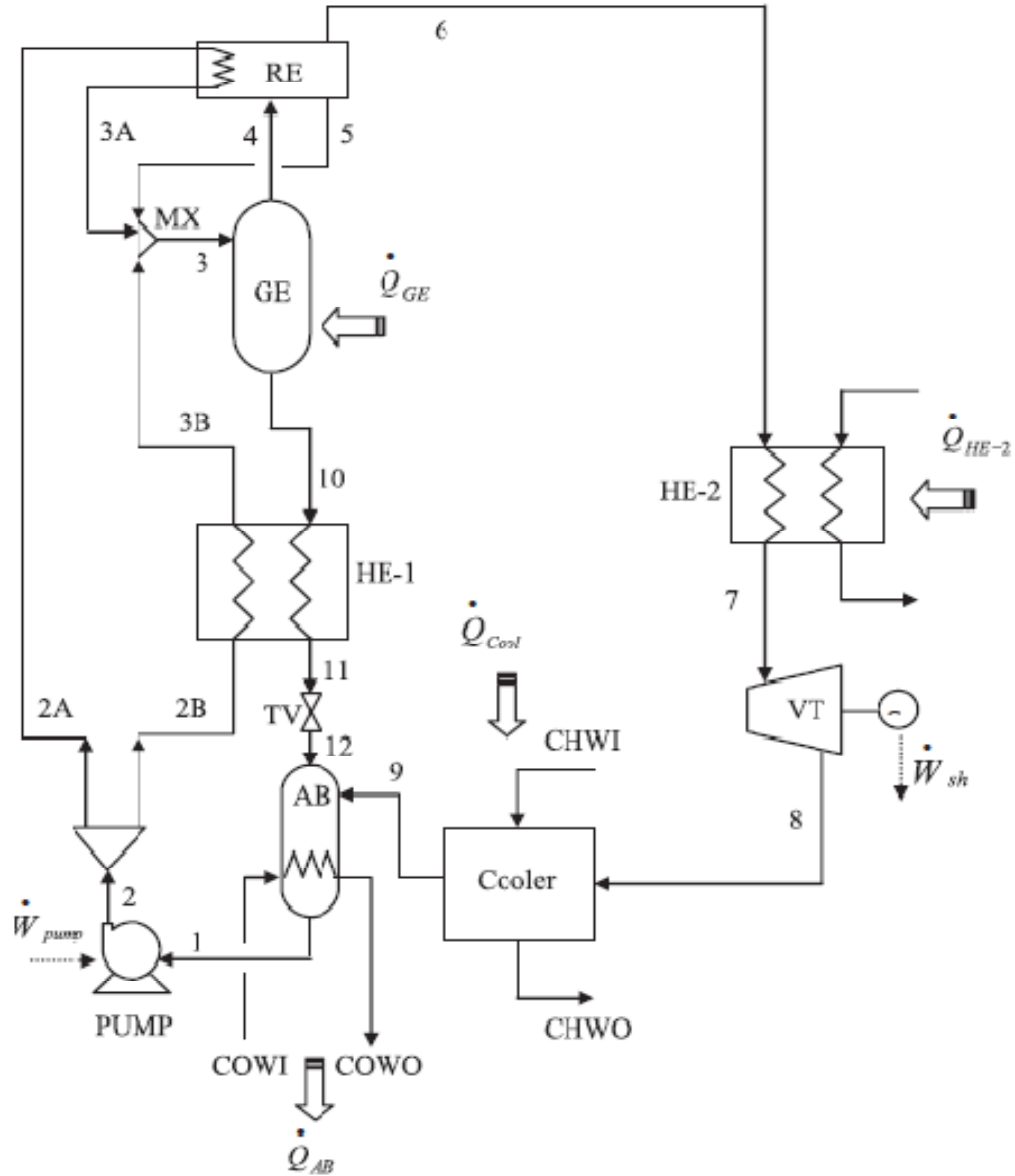 6
RE
3A
4
5
MX
3
GE
Q̇GE
3B
Q̇HE-2
HE-2
10
HE-1
7
Q̇Cool
11
2A
2B
TV
VT
CHWI
12
9
Ẇsh
AB
8
Ccoler
2
Ẇpump
1
PUMP
CHWO
COWI
COWO
Q̇AB